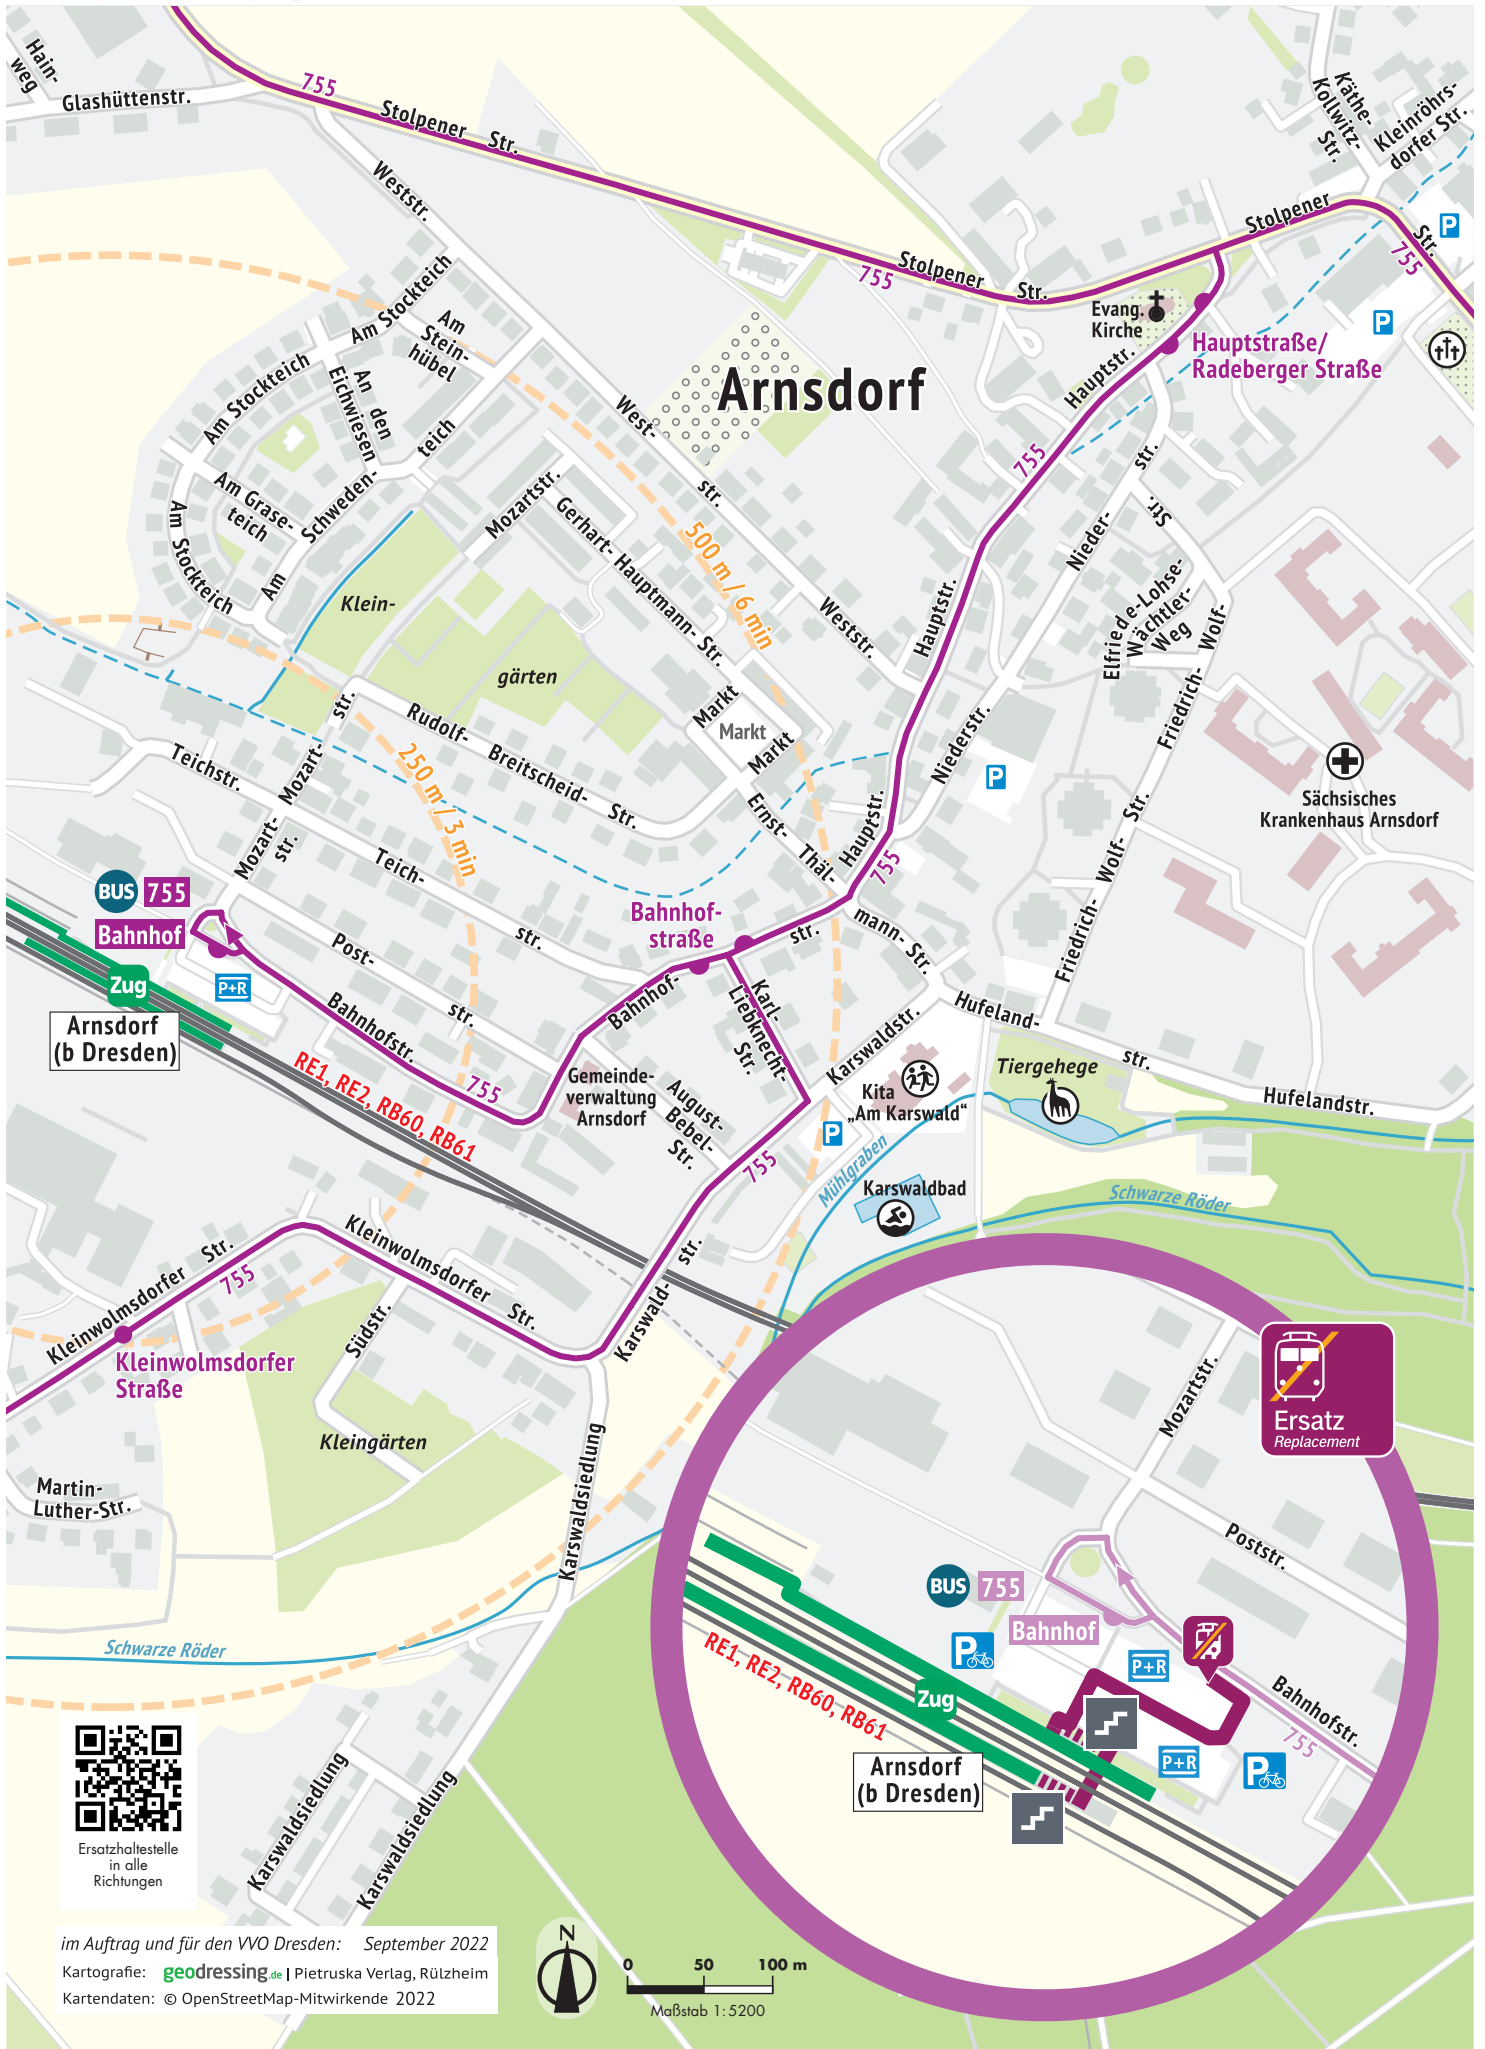 Hain-
weg
Glashüttenstr.
755
Stolpener Str.
Weststr.
Käthe-
Kollwitz-
Str.
Kleinröhrs-
dorfer Str.
Stolpener
Str.
755
P
Stolpener Str.
755
Evang.
Kirche
P
Hauptstraße/
Radeberger Straße
Hauptstr.
Am Stockteich
Am
Stein-
hübel
Am Stockteich
An den
Eichwiesen
Arnsdorf
West-
str.
755
teich
Schweden-
Am
Am Grase-
teich
Am Stockteich
Mozartstr.
Gerhart-Hauptmann-Str.
500 m / 6 min
str.
Nieder-
Str.
Elfriede-Lohse-
Wächtler-
Weg
Wolf-
Friedrich-
Klein-
gärten
Weststr.
Hauptstr.
Markt
Markt
Markt
Niederstr.
P
Sächsisches
Krankenhaus Arnsdorf
str.
Mozart-
Rudolf- Breitscheid- Str.
250 m / 3 min
Teichstr.
Mozart-
str.
Teich-
str.
Ernst-
Thäl-
mann-Str.
Hauptstr.
755
Str.
Wolf-
Friedrich-
BUS 755
Bahnhof
Zug
P+R
Arnsdorf
(b Dresden)
Post-
str.
Bahnhof-
straße
Bahnhof-
str.
Bahnhofstr.
755
RE1, RE2, RB60, RB61
Karl-
Liebknecht-
Str.
Gemeinde-
verwaltung
Arnsdorf
August-
Bebel-
Str.
Karswaldstr.
Hufeland-
str.
Hufelandstr.
Tiergehege
Kita
„Am Karswald“
P
Mühlgraben
Karswaldbad
Schwarze Röder
755
Kleinwolmsdorfer Str.
755
Kleinwolmsdorfer Str.
Kleinwolmsdorfer
Straße
Südstr.
Karswald-
str.
Kleingärten
Martin-
Luther-Str.
Karswaldsiedlung
Schwarze Röder
Karswaldsiedlung
Karswaldsiedlung
Ersatz
Replacement
Mozartstr.
Poststr.
BUS 755
Bahnhof
P
P+R
RE1, RE2, RB60, RB61
Zug
Arnsdorf
(b Dresden)
P+R
P
Bahnhofstr.
755
Ersatzhaltestelle
in alle
Richtungen
im Auftrag und für den VVO Dresden: September 2022
Kartografie: geodressing.de | Pietruska Verlag, Rülzheim
Kartendaten: © OpenStreetMap-Mitwirkende 2022
N
0 50 100 m
Maßstab 1:5200